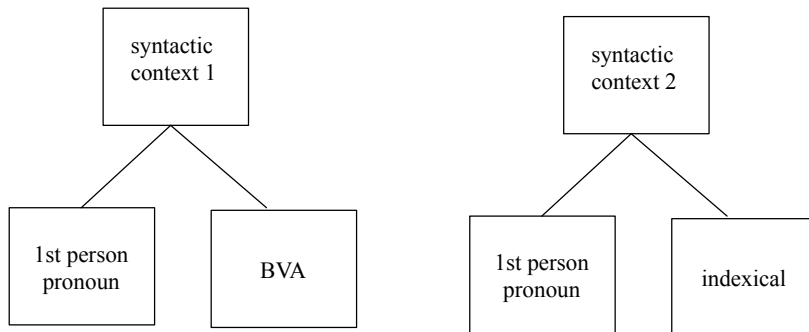 syntactic
context 1
syntactic
context 2
1st person
pronoun
BVA
1st person
pronoun
indexical